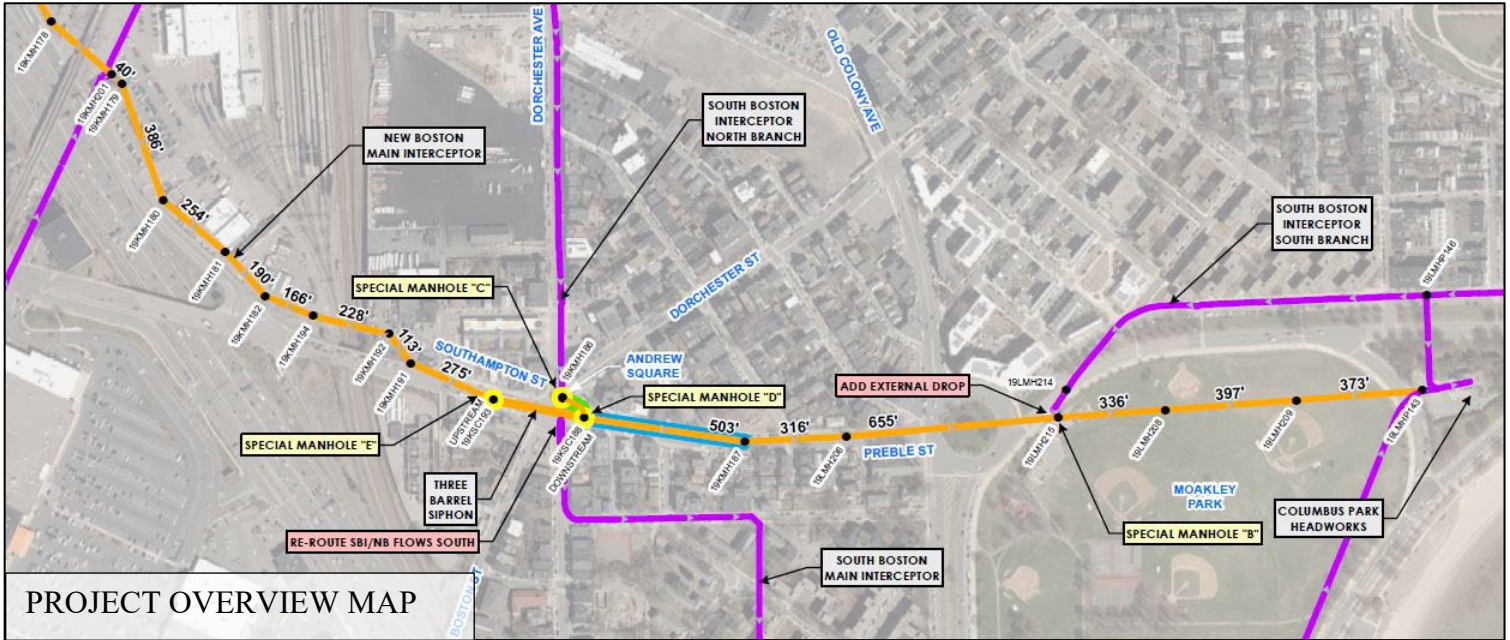 19KMH178
40'
19KMH201
19KMH179
386'
19KMH180
254'
19KMH181
190'
19KMH182
166'
19KMH194
228'
19KMH192
113'
19KMH191
275'
NEW BOSTON
MAIN INTERCEPTOR
DORCHESTER AVE
SOUTH BOSTON
INTERCEPTOR
NORTH BRANCH
OLD COLONY AVE
DORCHESTER ST
SPECIAL MANHOLE "C"
SOUTHAMPTON ST
19KMH186
ANDREW
SQUARE
SPECIAL MANHOLE "D"
SPECIAL MANHOLE "E"
UPSTREAM
19KSC193
19KSC188
DOWNSTREAM
THREE
BARREL
SIPHON
RE-ROUTE SBI/NB FLOWS SOUTH
BOSTON ST
503'
19KMH187
316'
19LMH206
655'
PREBLE ST
SOUTH BOSTON
MAIN INTERCEPTOR
ADD EXTERNAL DROP
19LMH214
19LMH215
336'
19LMH208
397'
19LMH209
373'
19LMHP143
SOUTH BOSTON
INTERCEPTOR
SOUTH BRANCH
19LMHP146
MOAKLEY
PARK
SPECIAL MANHOLE "B"
COLUMBUS PARK
HEADWORKS
PROJECT OVERVIEW MAP